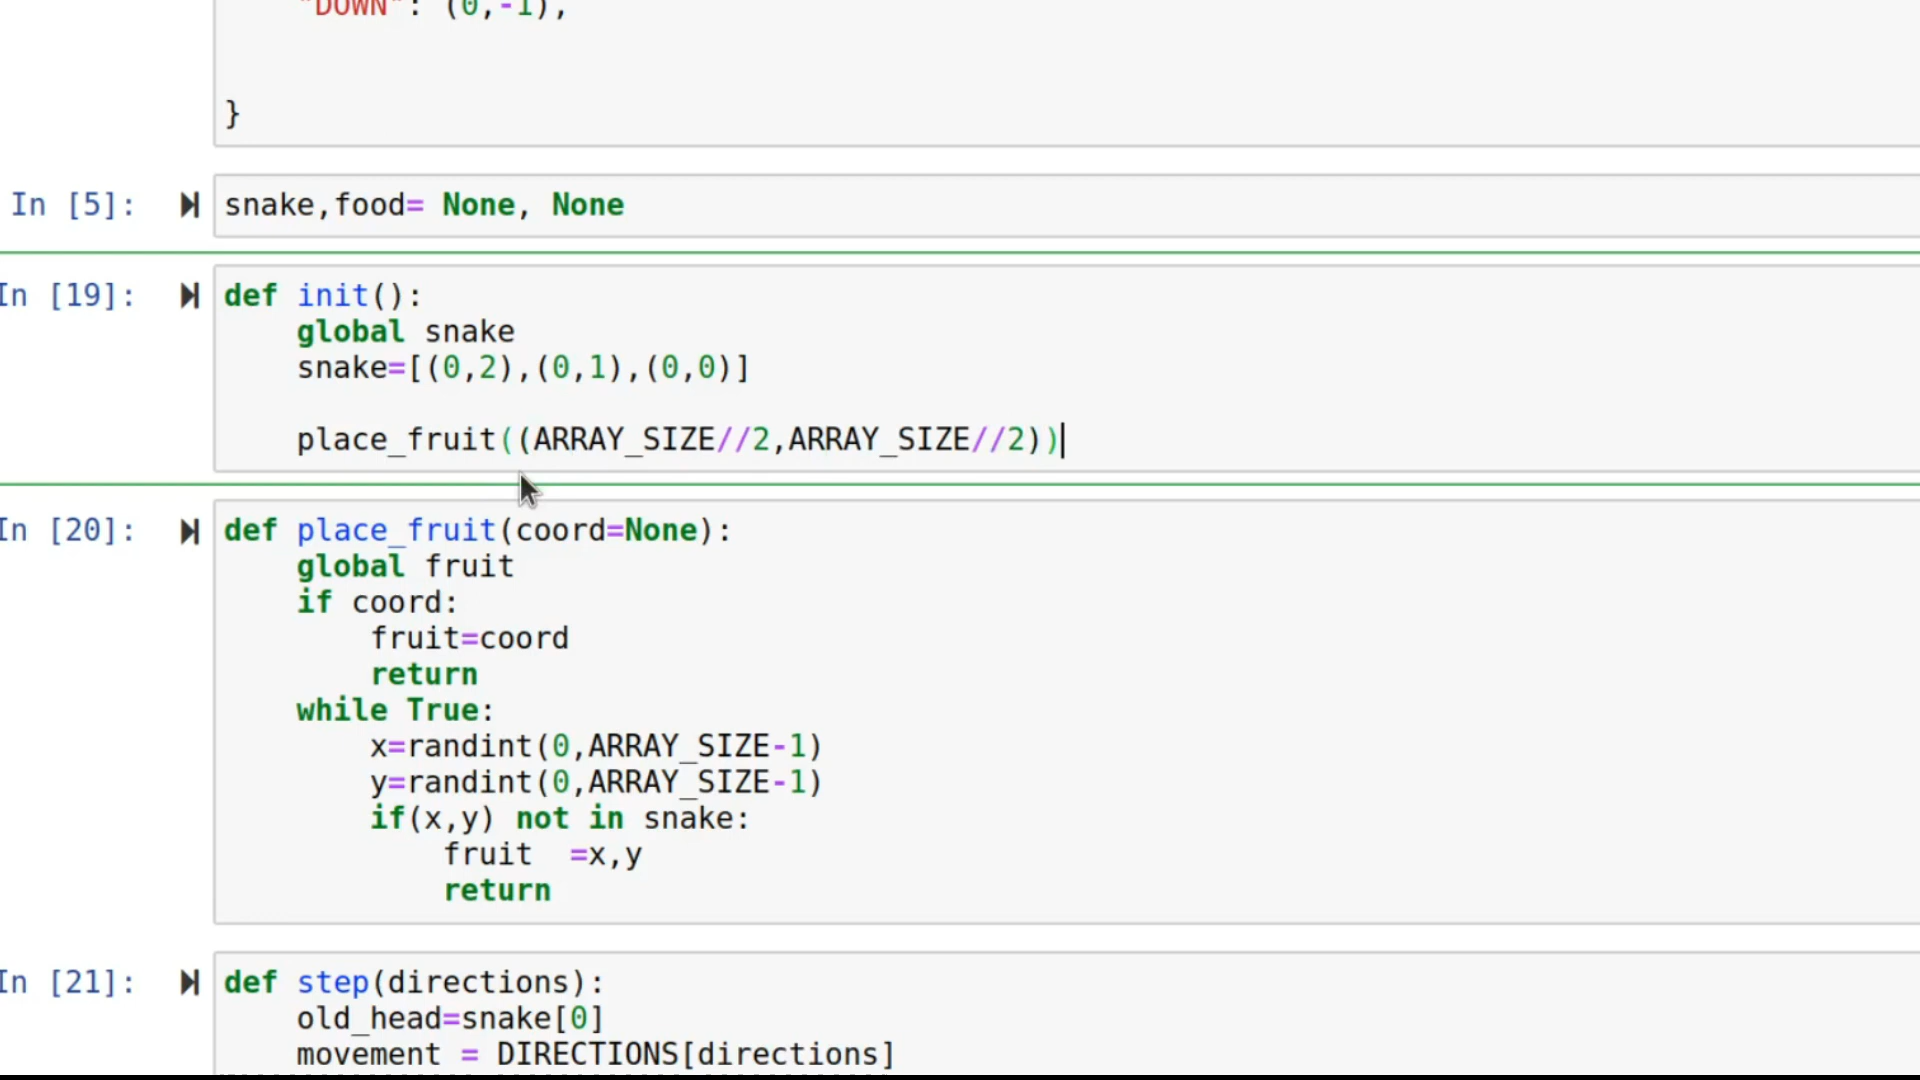 "DOWN": (0,-1),
}
In [5]: snake,food= None, None
In [19]: def init():
global snake
snake=[(0,2),(0,1),(0,0)]
place_fruit((ARRAY_SIZE//2,ARRAY_SIZE//2))
In [20]: def place_fruit(coord=None):
global fruit
if coord:
fruit=coord
return
while True:
x=randint(0,ARRAY_SIZE-1)
y=randint(0,ARRAY_SIZE-1)
if(x,y) not in snake:
fruit  =x,y
return
In [21]: def step(directions):
old_head=snake[0]
movement = DIRECTIONS[directions]